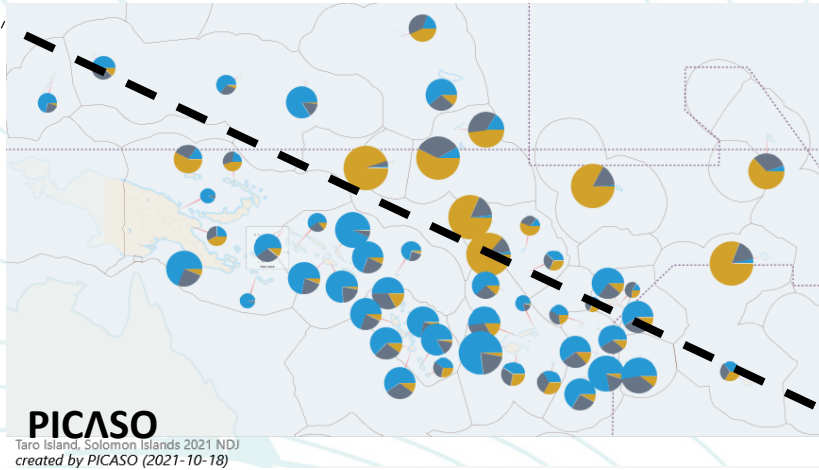 PICASO
Taro Island, Solomon Islands 2021 NDJ
created by PICASO (2021-10-18)